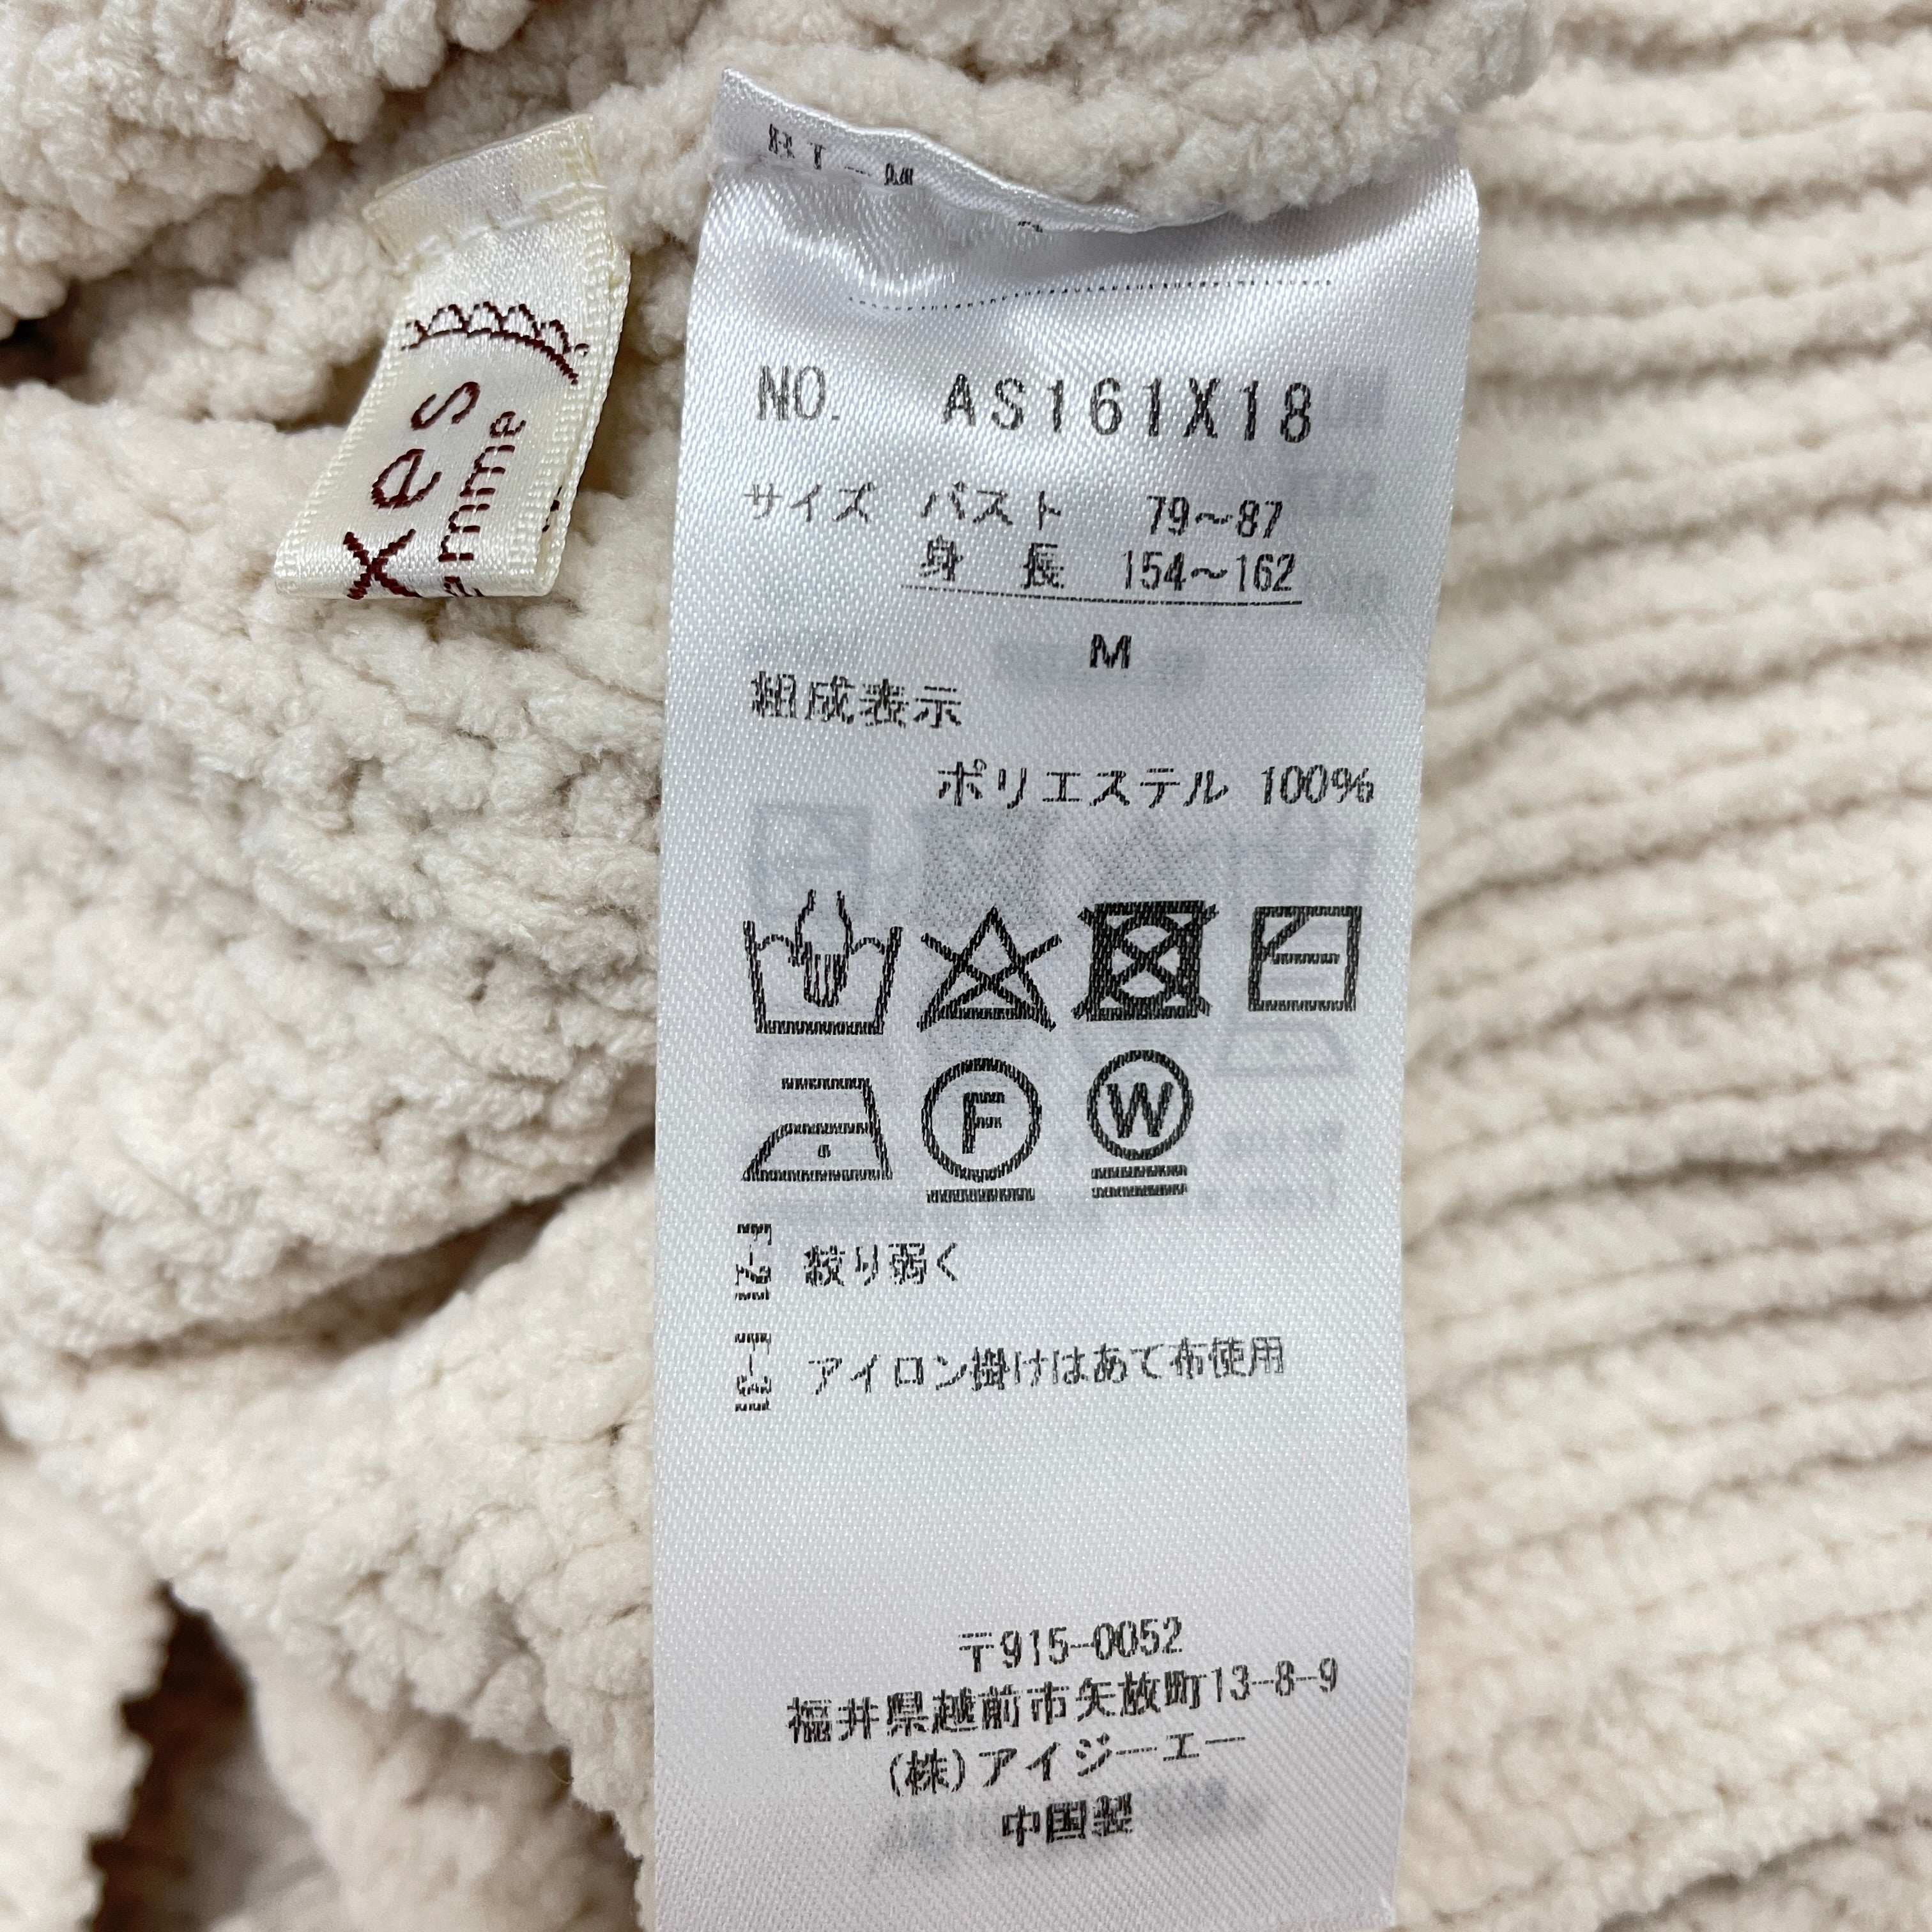 xes
femme
NO. AS161X18
サイズ バスト 79〜87
身 長 154〜162
M
組成表示
ポリエステル 100%
F
W
絞り弱く
アイロン掛けはあて布使用
〒915-0052
福井県越前市矢放町13-8-9
(株)アイジーエー
中国製